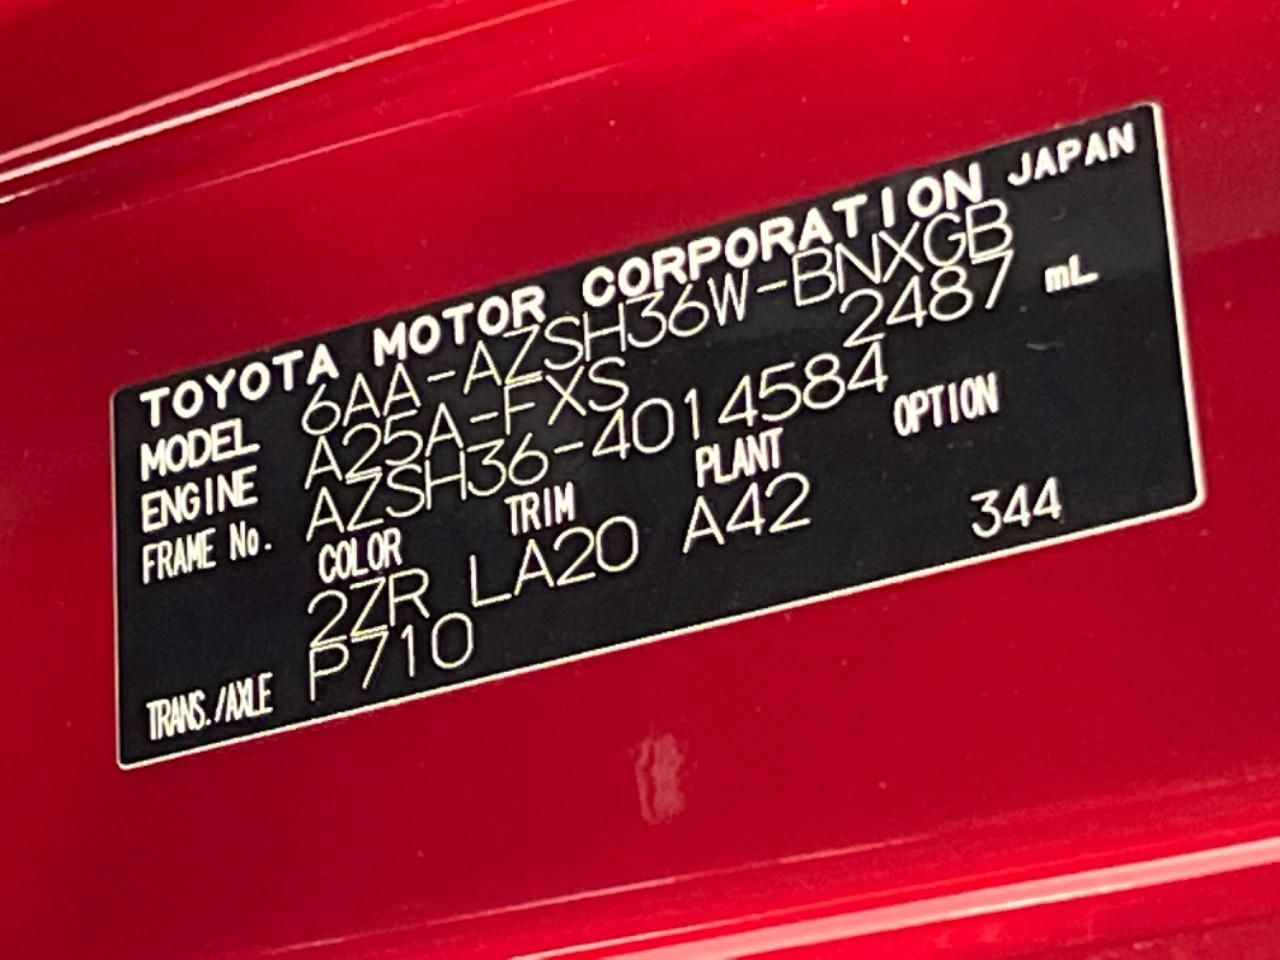 TOYOTA MOTOR CORPORATION JAPAN
MODEL 6AA-AZSH36W-BNXGB
ENGINE A25A-FXS 2487 mL
FRAME No. AZSH36-4014584
COLOR TRIM PLANT OPTION
2ZR LA20 A42 344
TRANS./AXLE P710